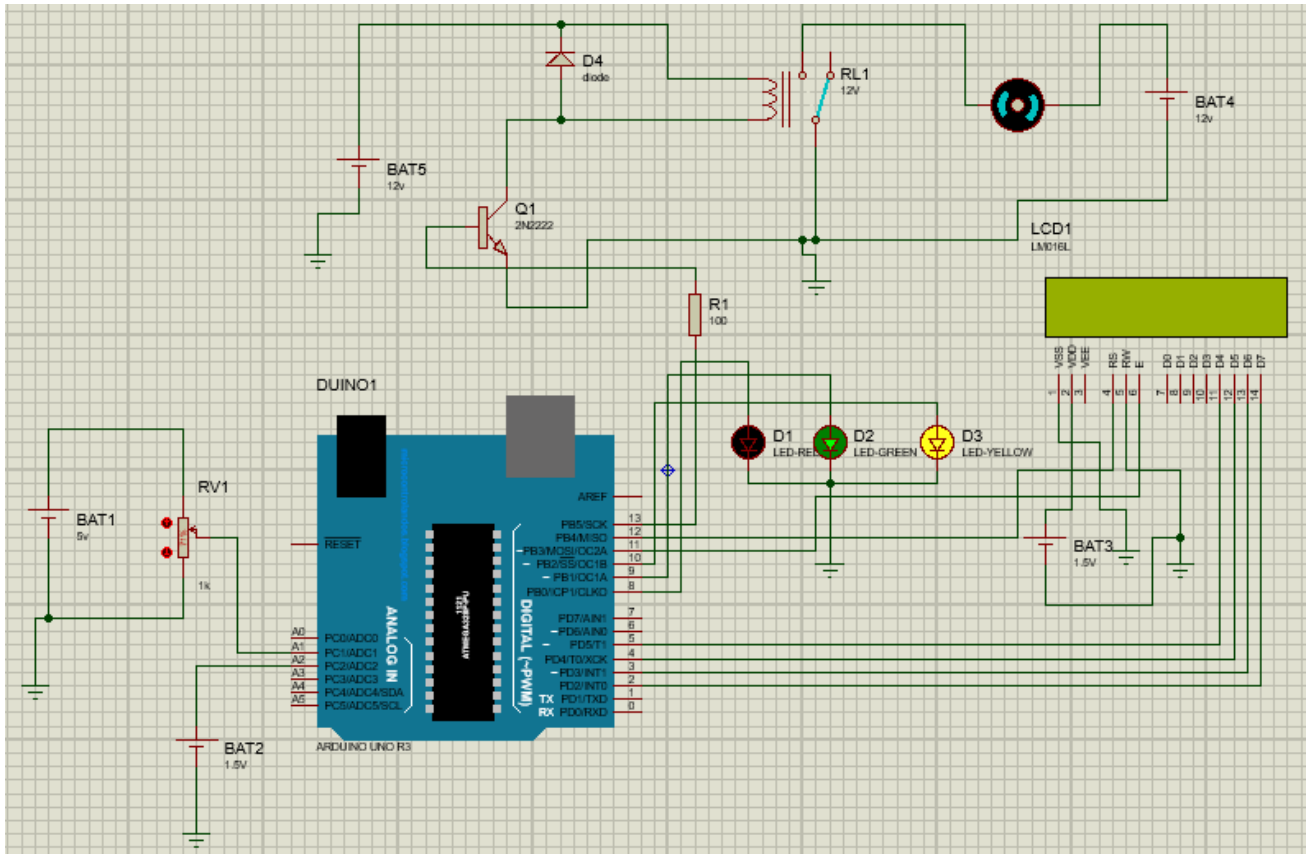 D4
diode
RL1
12V
BAT4
12v
BAT5
12v
Q1
2N2222
LCD1
LM016L
R1
100
VSS
VDD
VEE
RS
RW
E
D0
D1
D2
D3
D4
D5
D6
D7
1
2
3
4
5
6
7
8
9
10
11
12
13
14
DUINO1
D1
LED-RED
D2
LED-GREEN
D3
LED-YELLOW
RV1
BAT1
5v
71%
1k
RESET
AREF
PB5/SCK 13
PB4/MISO 12
PB3/MOSI/OC2A 11
PB2/SS/OC1B 10
PB1/OC1A 9
PB0/ICP1/CLKO 8
PD7/AIN1 7
PD6/AIN0 6
PD5/T1 5
PD4/T0/XCK 4
PD3/INT1 3
PD2/INT0 2
TX PD1/TXD 1
RX PD0/RXD 0
DIGITAL (~PWM)
ANALOG IN
ATMEGA328P-PU
1121
A0 PC0/ADC0
A1 PC1/ADC1
A2 PC2/ADC2
A3 PC3/ADC3
A4 PC4/ADC4/SDA
A5 PC5/ADC5/SCL
ARDUINO UNO R3
BAT3
1.5V
BAT2
1.5V